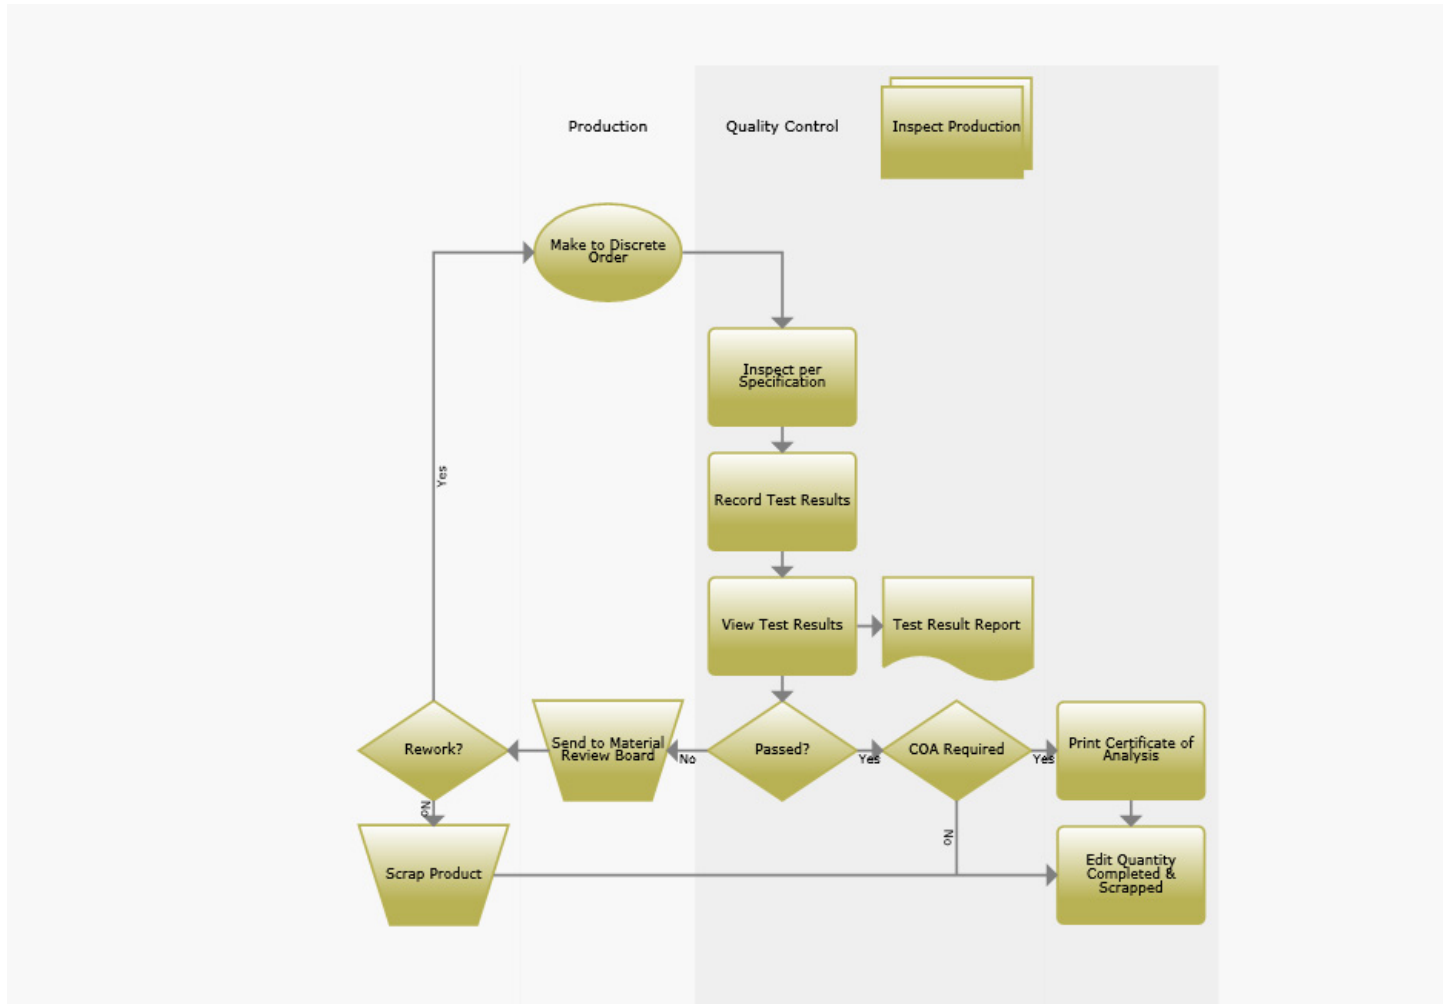 Production
Quality Control
Inspect Production
Make to Discrete
Order
Inspect per
Specification
Yes
Record Test Results
View Test Results
Test Result Report
Rework?
Send to Material
Review Board
No
Passed?
Yes
COA Required
Yes
Print Certificate of
Analysis
No
No
Scrap Product
Edit Quantity
Completed &
Scrapped